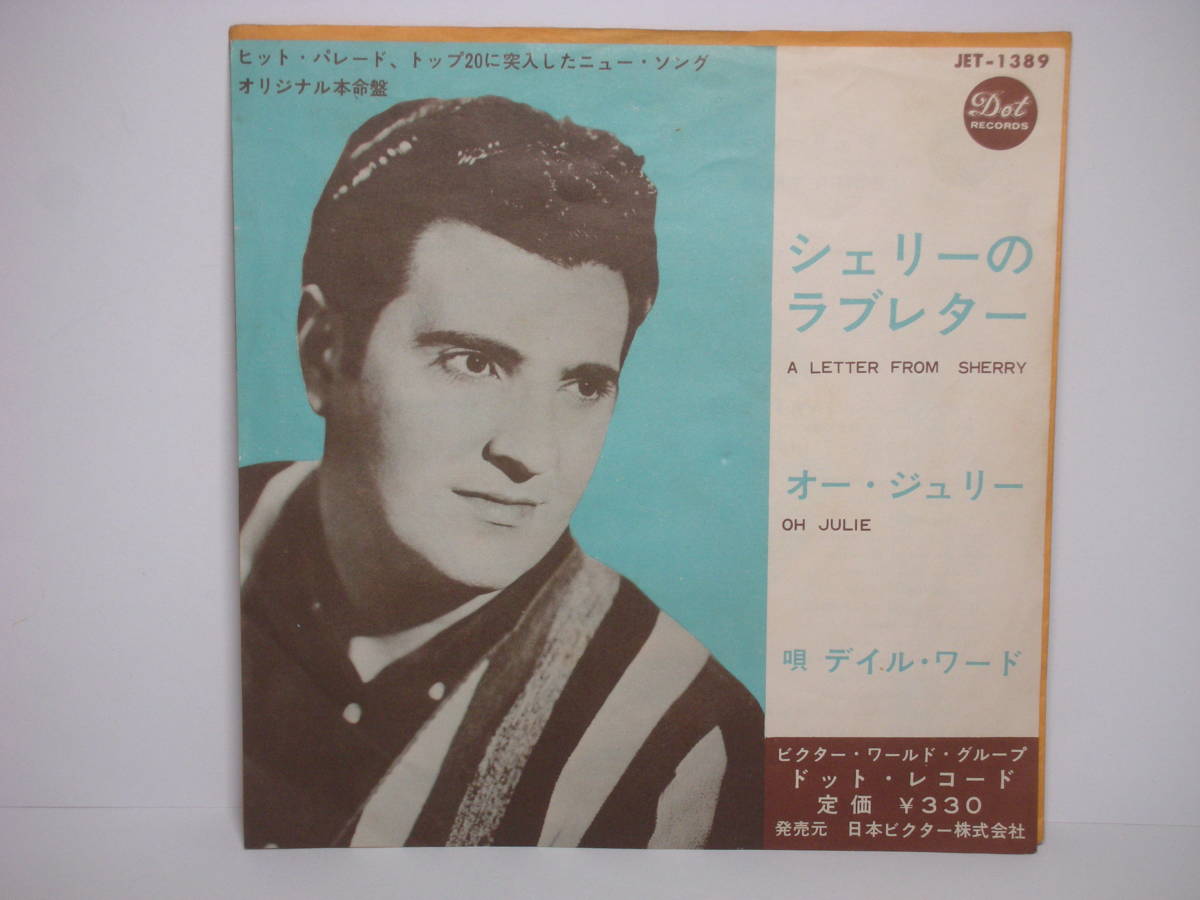 ヒット・パレード、トップ20に突入したニュー・ソング
オリジナル本命盤
JET-1389
Dot
RECORDS
シェリーの
ラブレター
A LETTER FROM SHERRY
オー・ジュリー
OH JULIE
唄 デイル・ワード
ビクター・ワールド・グループ
ドット・レコード
定価 ¥330
発売元 日本ビクター株式会社